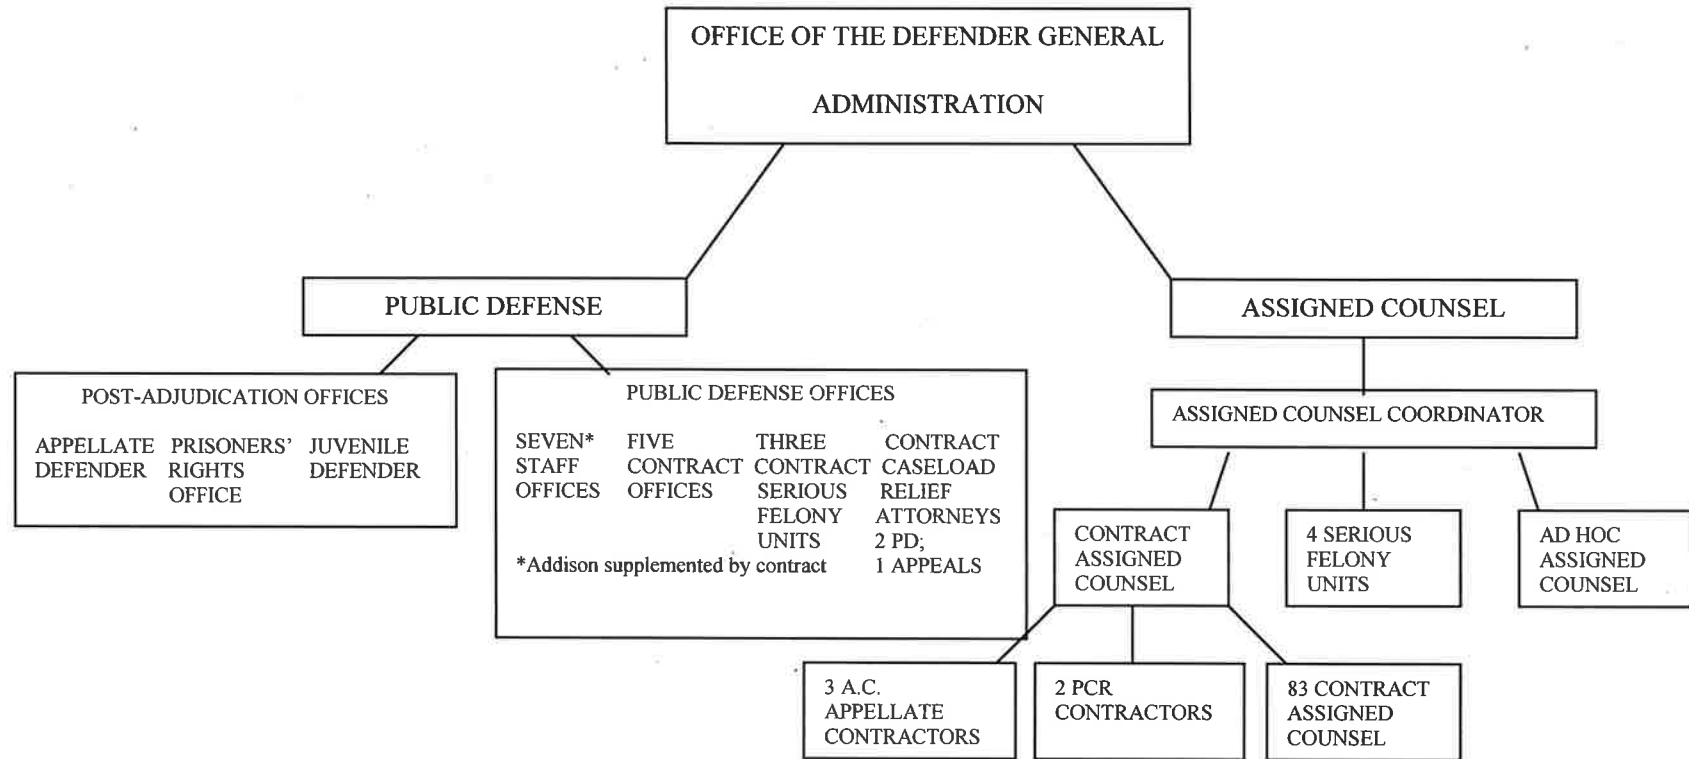 OFFICE OF THE DEFENDER GENERAL
ADMINISTRATION
PUBLIC DEFENSE
ASSIGNED COUNSEL
POST-ADJUDICATION OFFICES
APPELLATE
DEFENDER
PRISONERS'
RIGHTS
OFFICE
JUVENILE
DEFENDER
PUBLIC DEFENSE OFFICES
SEVEN*
STAFF
OFFICES
FIVE
CONTRACT
OFFICES
THREE
CONTRACT
SERIOUS
FELONY
UNITS
CONTRACT
CASELOAD
RELIEF
ATTORNEYS
2 PD;
1 APPEALS
*Addison supplemented by contract
ASSIGNED COUNSEL COORDINATOR
CONTRACT
ASSIGNED
COUNSEL
4 SERIOUS
FELONY
UNITS
AD HOC
ASSIGNED
COUNSEL
3 A.C.
APPELLATE
CONTRACTORS
2 PCR
CONTRACTORS
83 CONTRACT
ASSIGNED
COUNSEL